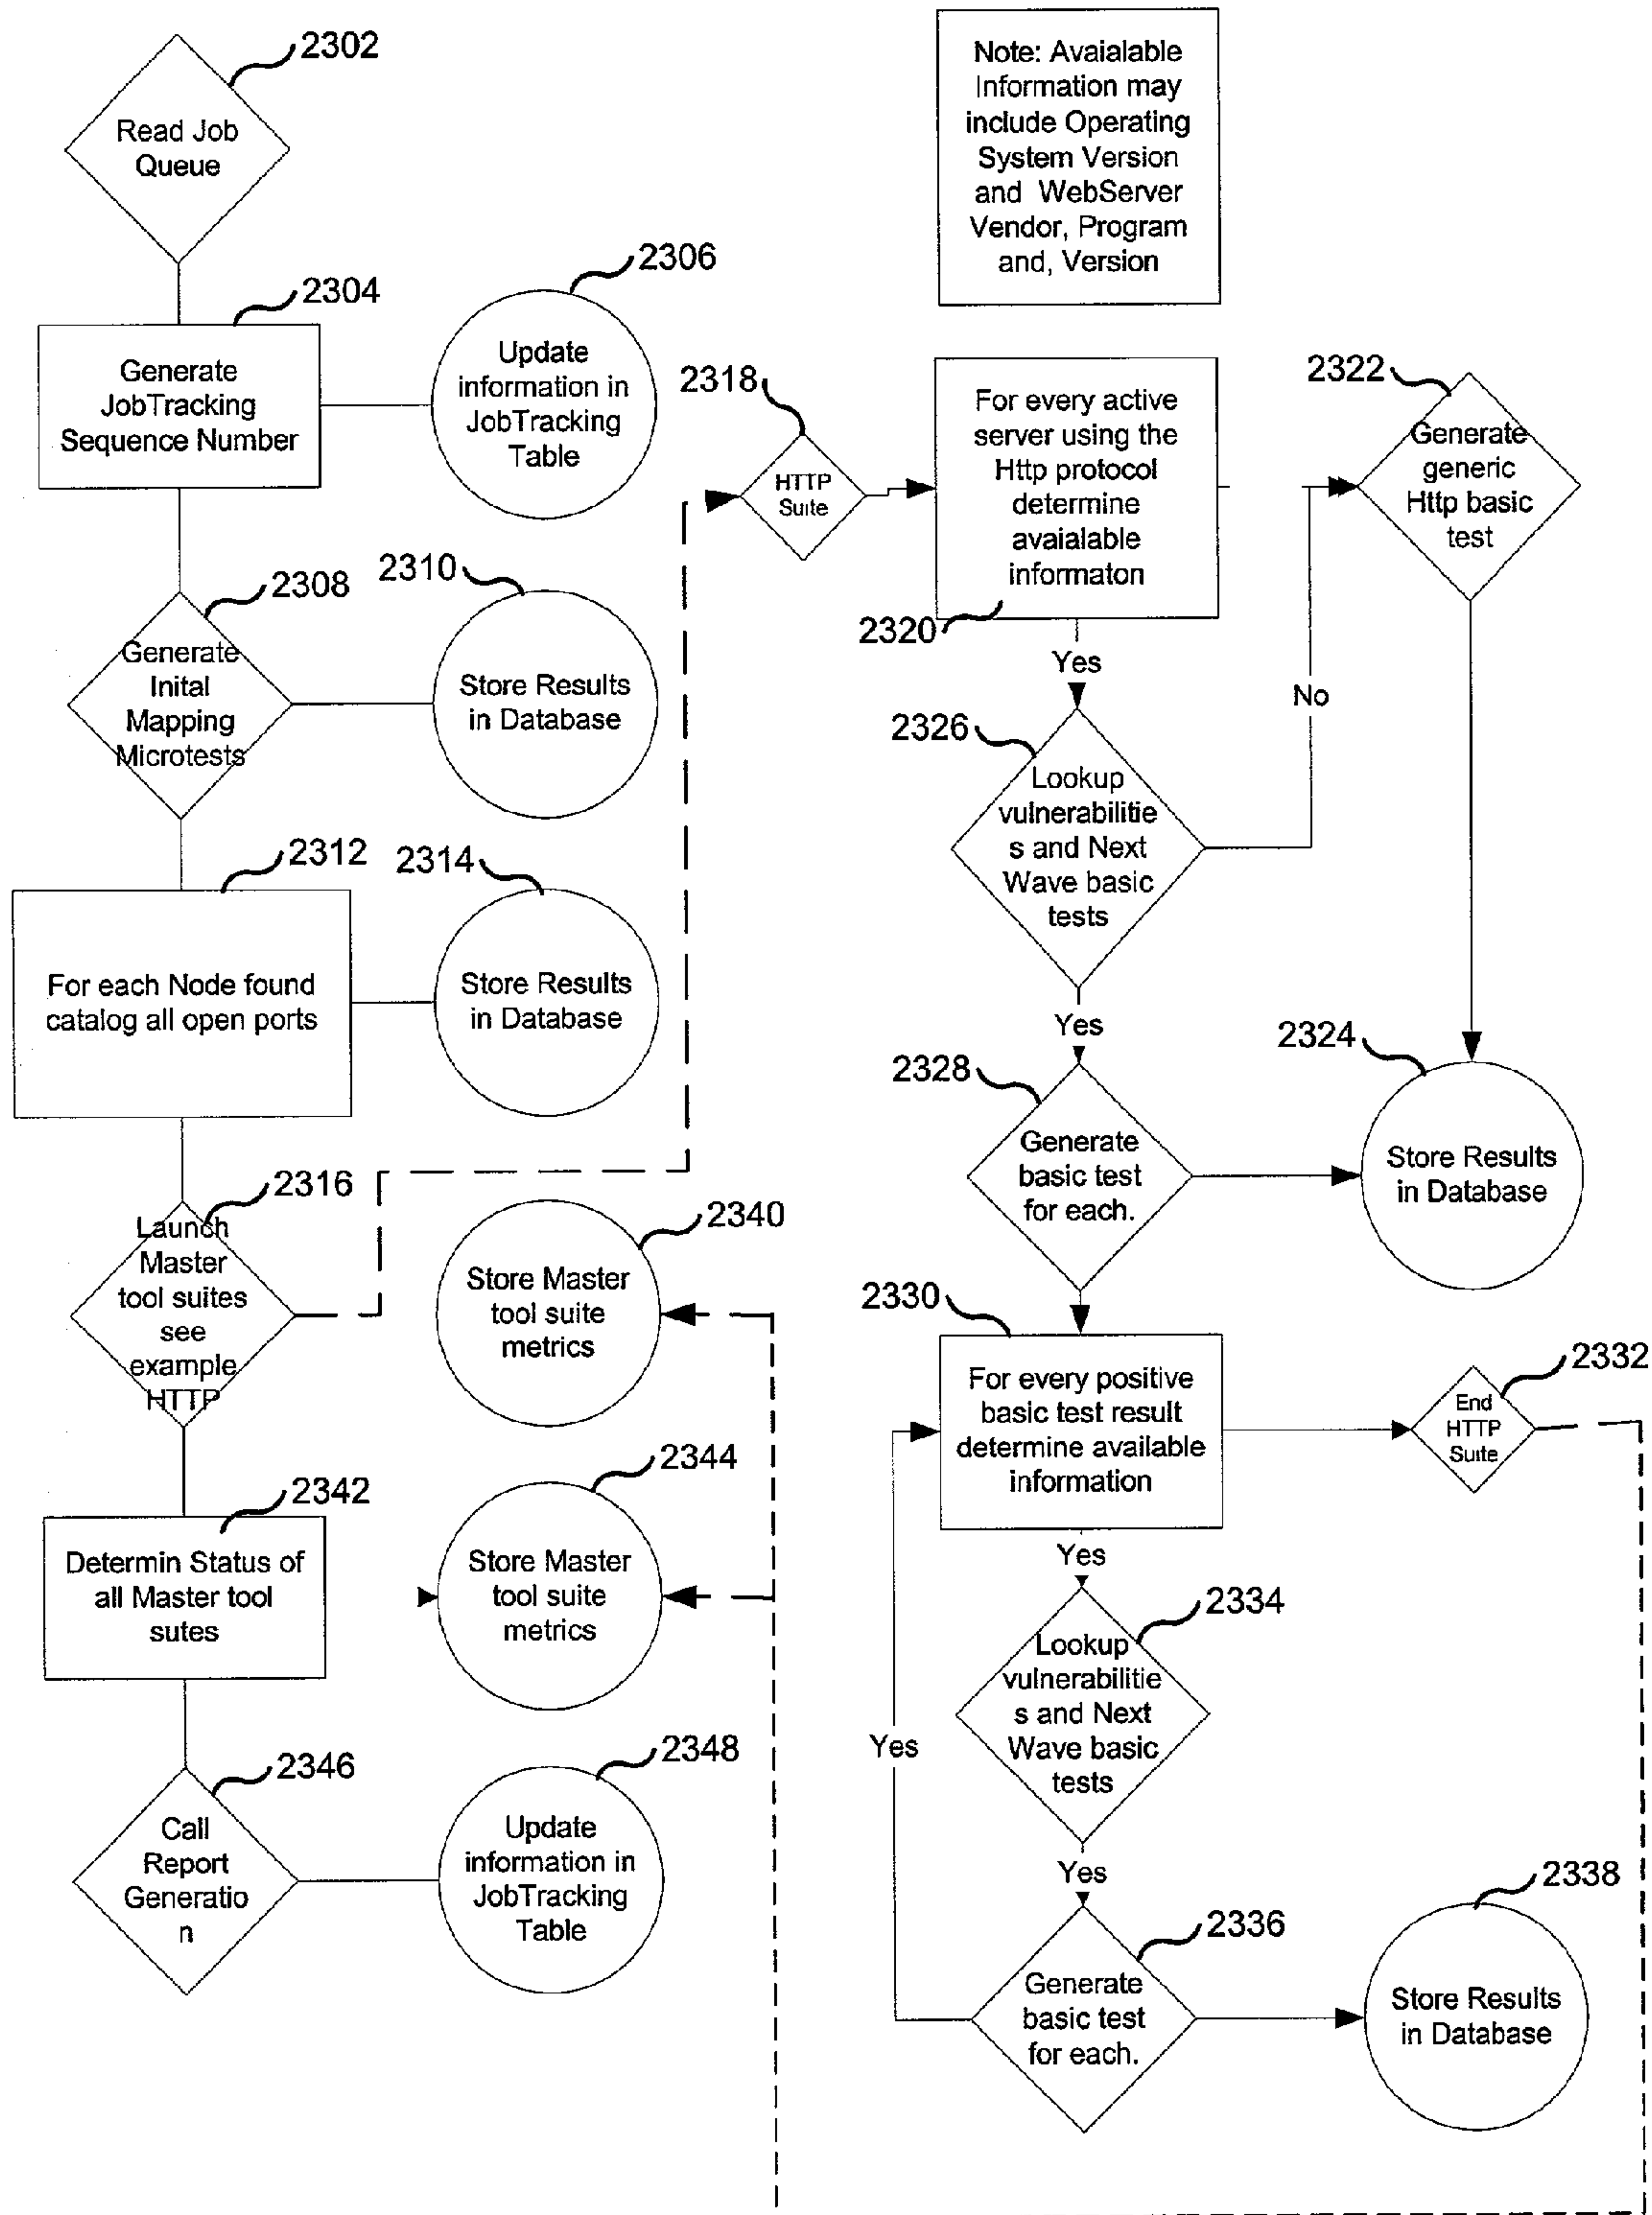 2302
Read Job
Queue
2304
Generate
JobTracking
Sequence Number
2306
Update
information in
JobTracking
Table
2308
Generate
Inital
Mapping
Microtests
2310
Store Results
in Database
2312
For each Node found
catalog all open ports
2314
Store Results
in Database
2316
Launch
Master
tool suites
see
example
HTTP
2340
Store Master
tool suite
metrics
2342
Determin Status of
all Master tool
sutes
2344
Store Master
tool suite
metrics
2346
Call
Report
Generatio
n
2348
Update
information in
JobTracking
Table
Note: Avaialable
Information may
include Operating
System Version
and WebServer
Vendor, Program
and, Version
2318
HTTP
Suite
For every active
server using the
Http protocol
determine
avaialable
informaton
2320
2322
Generate
generic
Http basic
test
Yes
No
2326
Lookup
vulnerabilitie
s and Next
Wave basic
tests
Yes
2324
Store Results
in Database
2328
Generate
basic test
for each.
2330
For every positive
basic test result
determine available
information
2332
End
HTTP
Suite
Yes
2334
Lookup
vulnerabilitie
s and Next
Wave basic
tests
Yes
Yes
2336
Generate
basic test
for each.
2338
Store Results
in Database